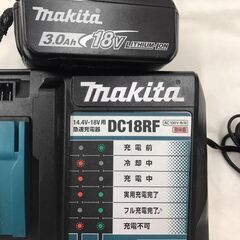 makita
3.0Ah 18V LITHIUM-ION
makita
14.4V-18V用
急速充電器 DC18RF
充電前
冷却中
充電中
実用充電完了
フル充電完了
充電不可